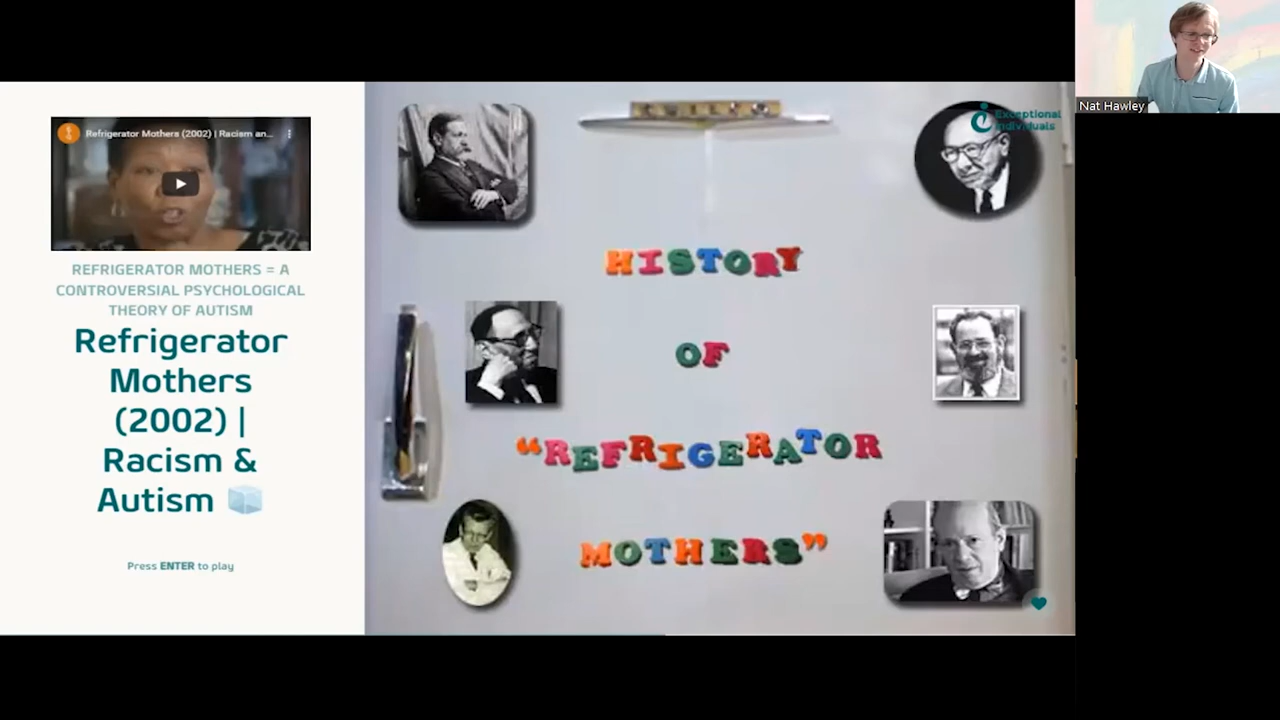 Refrigerator Mothers (2002) | Racism an...
REFRIGERATOR MOTHERS = A
CONTROVERSIAL PSYCHOLOGICAL
THEORY OF AUTISM
Refrigerator
Mothers
(2002) |
Racism &
Autism
Press ENTER to play
Exceptional
Individuals
HISTORY
OF
“REFRIGERATOR
MOTHERS”
Nat Hawley